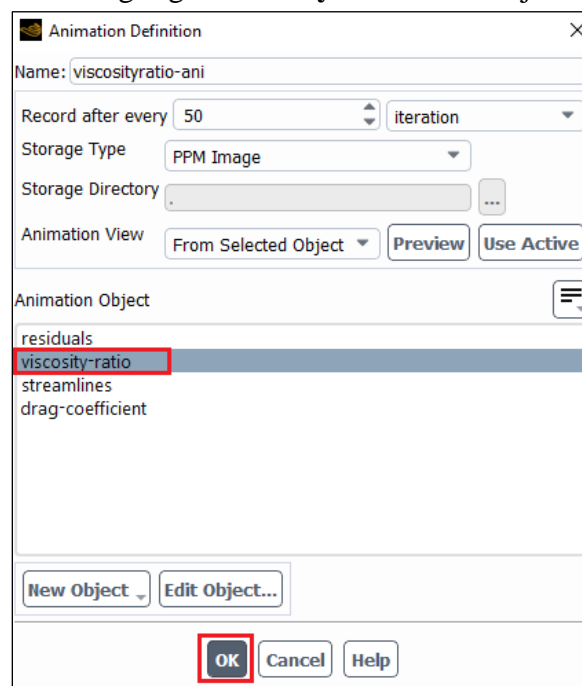 Animation Definition
Name: viscosityratio-ani
Record after every 50 iteration
Storage Type PPM Image
Storage Directory . ...
Animation View From Selected Object Preview Use Active
Animation Object
residuals
viscosity-ratio
streamlines
drag-coefficient
New Object Edit Object...
OK Cancel Help